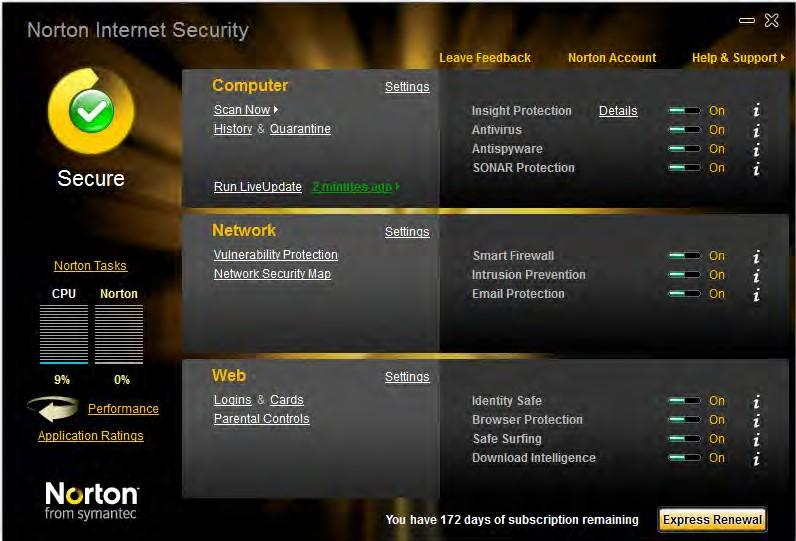 Norton Internet Security
Leave Feedback Norton Account Help & Support
Secure
Computer Settings
Scan Now
History & Quarantine
Run LiveUpdate 2 minutes ago
Insight Protection Details On i
Antivirus On i
Antispyware On i
SONAR Protection On i
Network Settings
Vulnerability Protection
Network Security Map
Smart Firewall On i
Intrusion Prevention On i
Email Protection On i
Norton Tasks
CPU Norton
9% 0%
Performance
Application Ratings
Web Settings
Logins & Cards
Parental Controls
Identity Safe On i
Browser Protection On i
Safe Surfing On i
Download Intelligence On i
Norton
from symantec
You have 172 days of subscription remaining Express Renewal